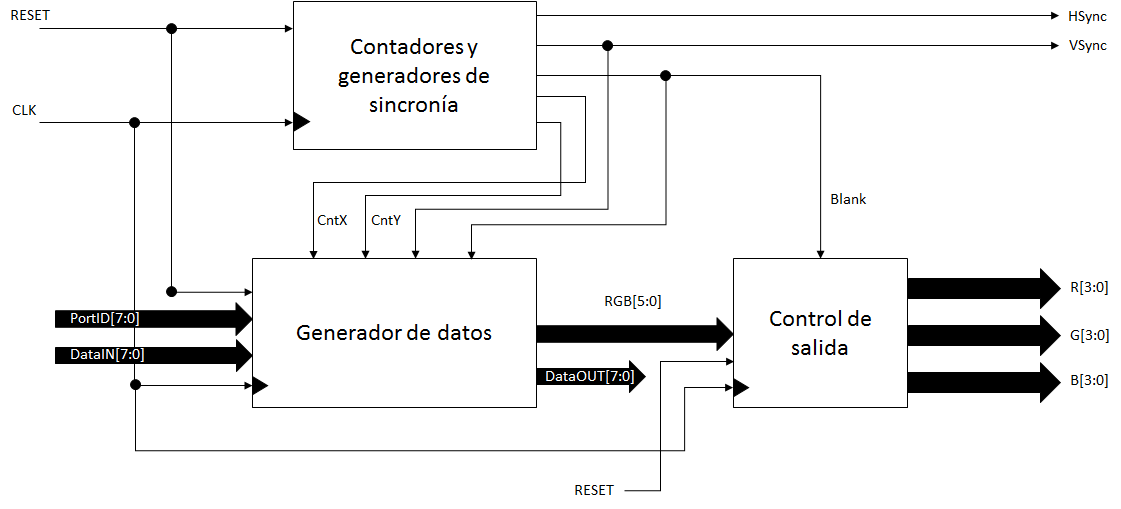 RESET
HSync
Contadores y
generadores de
sincronía
VSync
CLK
CntX
CntY
Blank
PortID[7:0]
DataIN[7:0]
Generador de datos
RGB[5:0]
DataOUT[7:0]
Control de
salida
R[3:0]
G[3:0]
B[3:0]
RESET